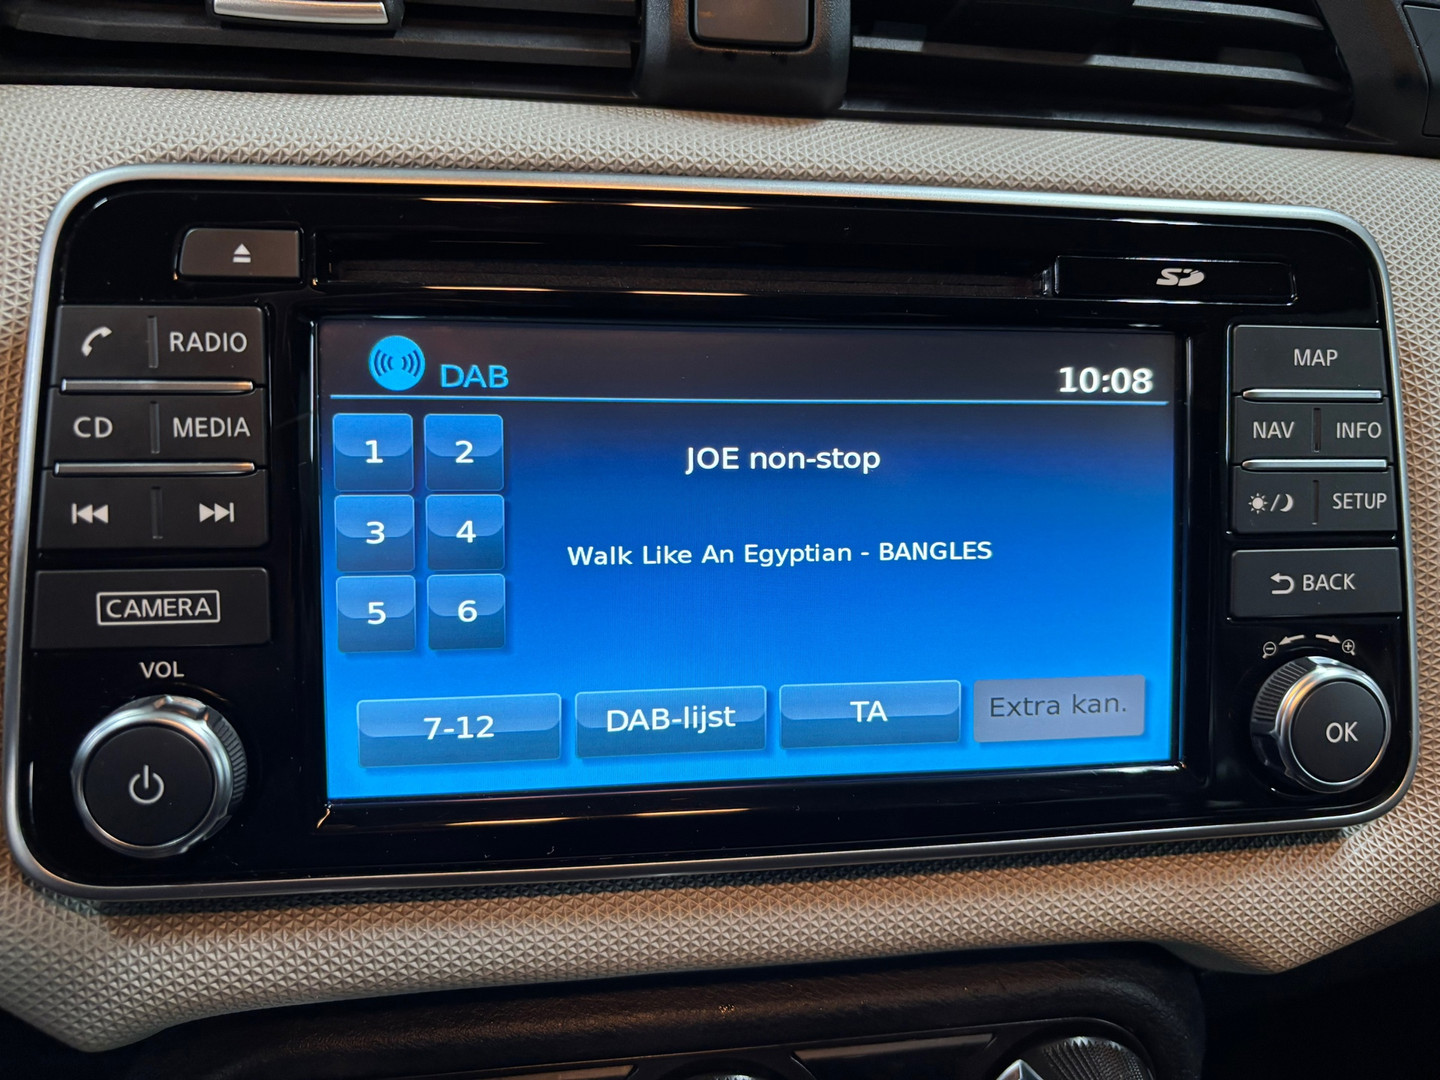 SD
RADIO
CD MEDIA
CAMERA
VOL
DAB 10:08
1 2
3 4
5 6
JOE non-stop
Walk Like An Egyptian - BANGLES
7-12 DAB-lijst TA Extra kan.
MAP
NAV INFO
SETUP
BACK
OK